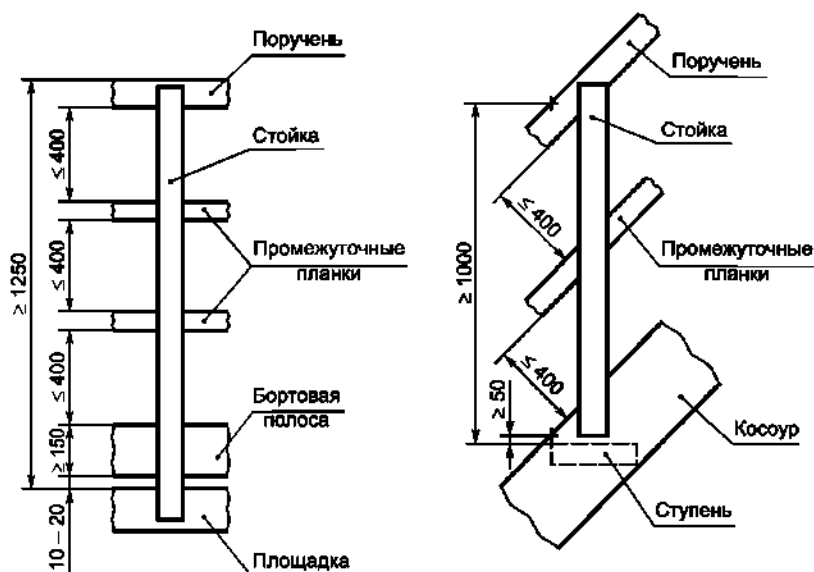 Поручень
Стойка
Промежуточные
планки
Бортовая
полоса
Площадка
≥ 1250
≤ 400
≤ 400
≤ 400
≥150
10 – 20
Поручень
Стойка
Промежуточные
планки
Косоур
Ступень
≥ 1000
≤ 400
≤ 400
≥ 50